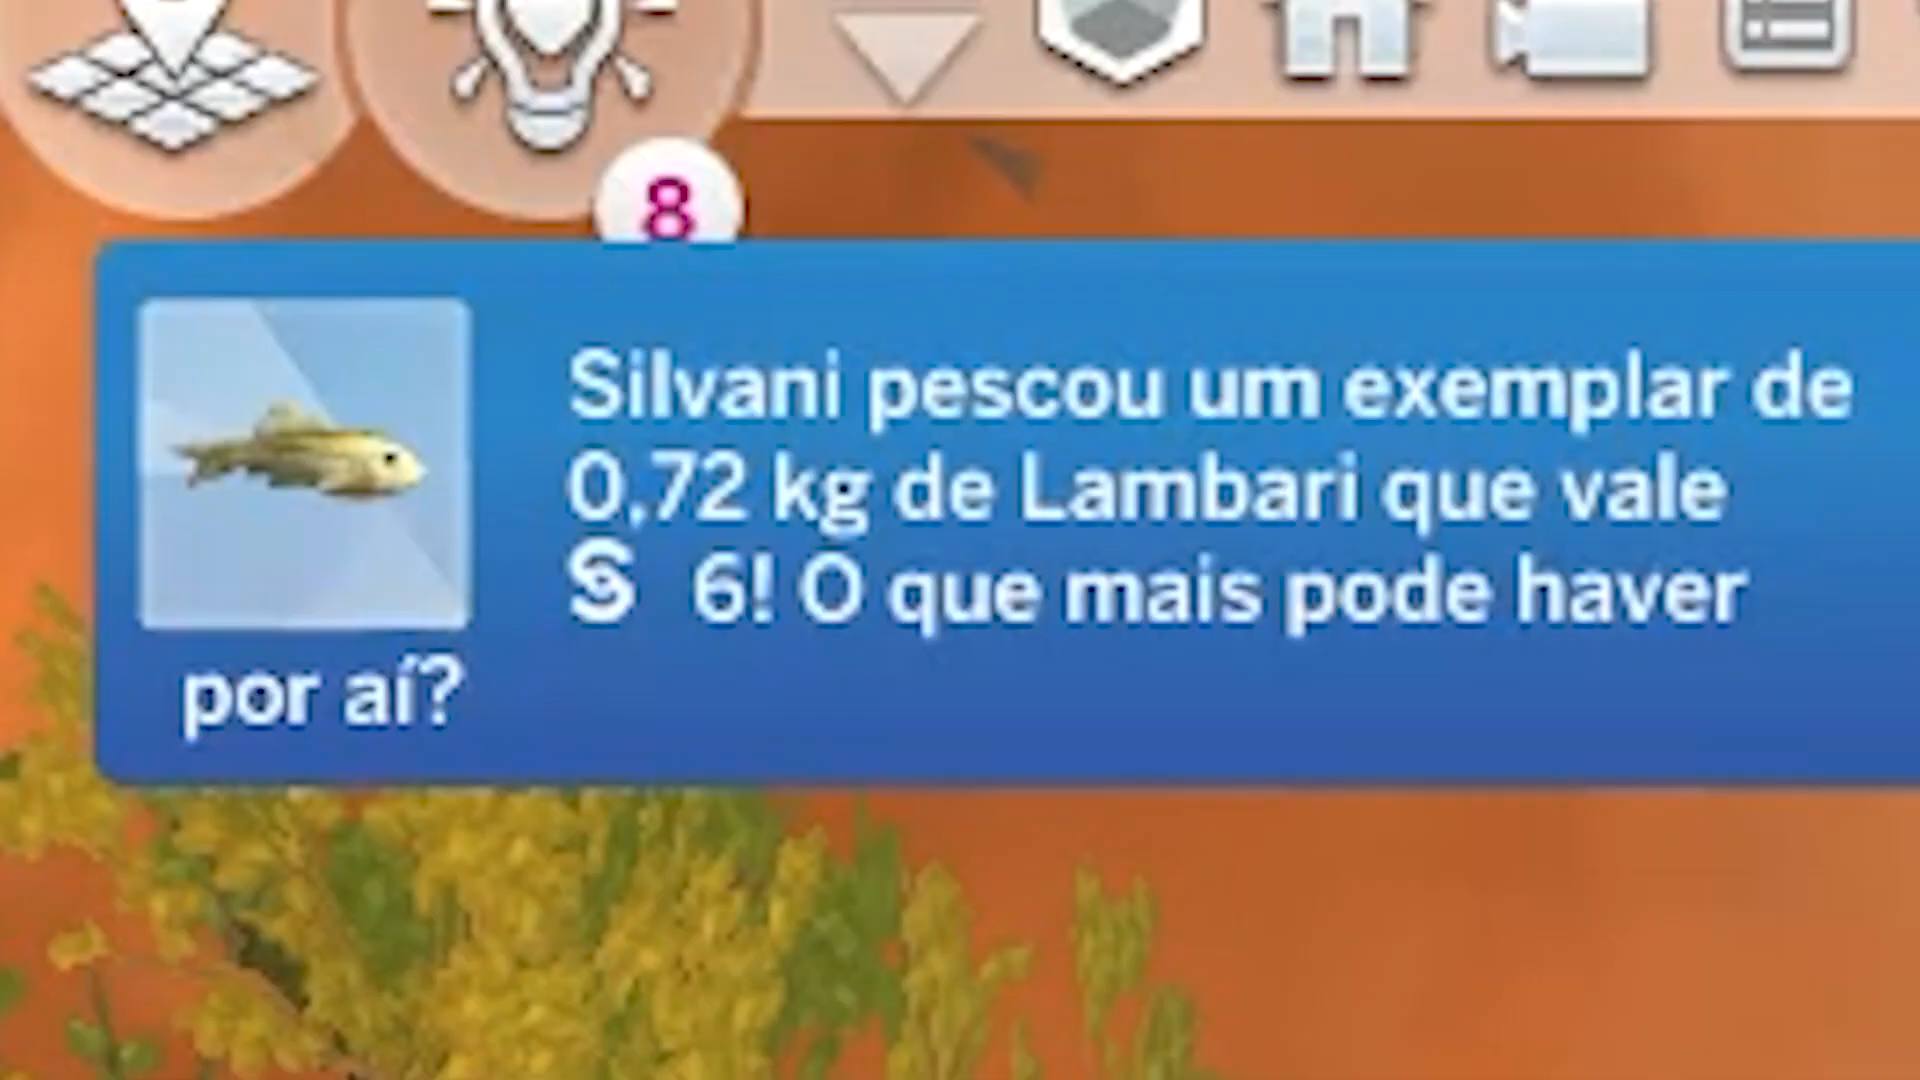 8
Silvani pescou um exemplar de
0,72 kg de Lambari que vale
S 6! O que mais pode haver
por aí?